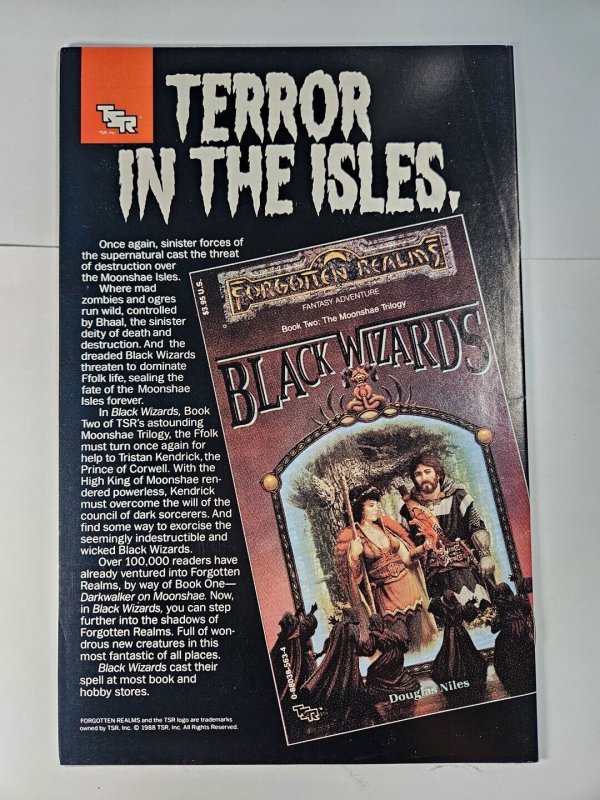 TSR
TSR, Inc.
TERROR
IN THE ISLES.
Once again, sinister forces of
the supernatural cast the threat
of destruction over
the Moonshae Isles.
Where mad
zombies and ogres
run wild, controlled
by Bhaal, the sinister
deity of death and
destruction. And the
dreaded Black Wizards
threaten to dominate
Ffolk life, sealing the
fate of the Moonshae
Isles forever.
In Black Wizards, Book
Two of TSR's astounding
Moonshae Trilogy, the Ffolk
must turn once again for
help to Tristan Kendrick, the
Prince of Corwell. With the
High King of Moonshae ren-
dered powerless, Kendrick
must overcome the will of the
council of dark sorcerers. And
find some way to exorcise the
seemingly indestructible and
wicked Black Wizards.
Over 100,000 readers have
already ventured into Forgotten
Realms, by way of Book One—
Darkwalker on Moonshae. Now,
in Black Wizards, you can step
further into the shadows of
Forgotten Realms. Full of won-
drous new creatures in this
most fantastic of all places.
Black Wizards cast their
spell at most book and
hobby stores.
FORGOTTEN REALMS and the TSR logo are trademarks
owned by TSR, Inc. © 1988 TSR, Inc. All Rights Reserved.
$3.95 U.S.
FORGOTTEN REALMS
FANTASY ADVENTURE
Book Two: The Moonshae Trilogy
BLACK WIZARDS
0-88038-563-4
TSR
Douglas Niles